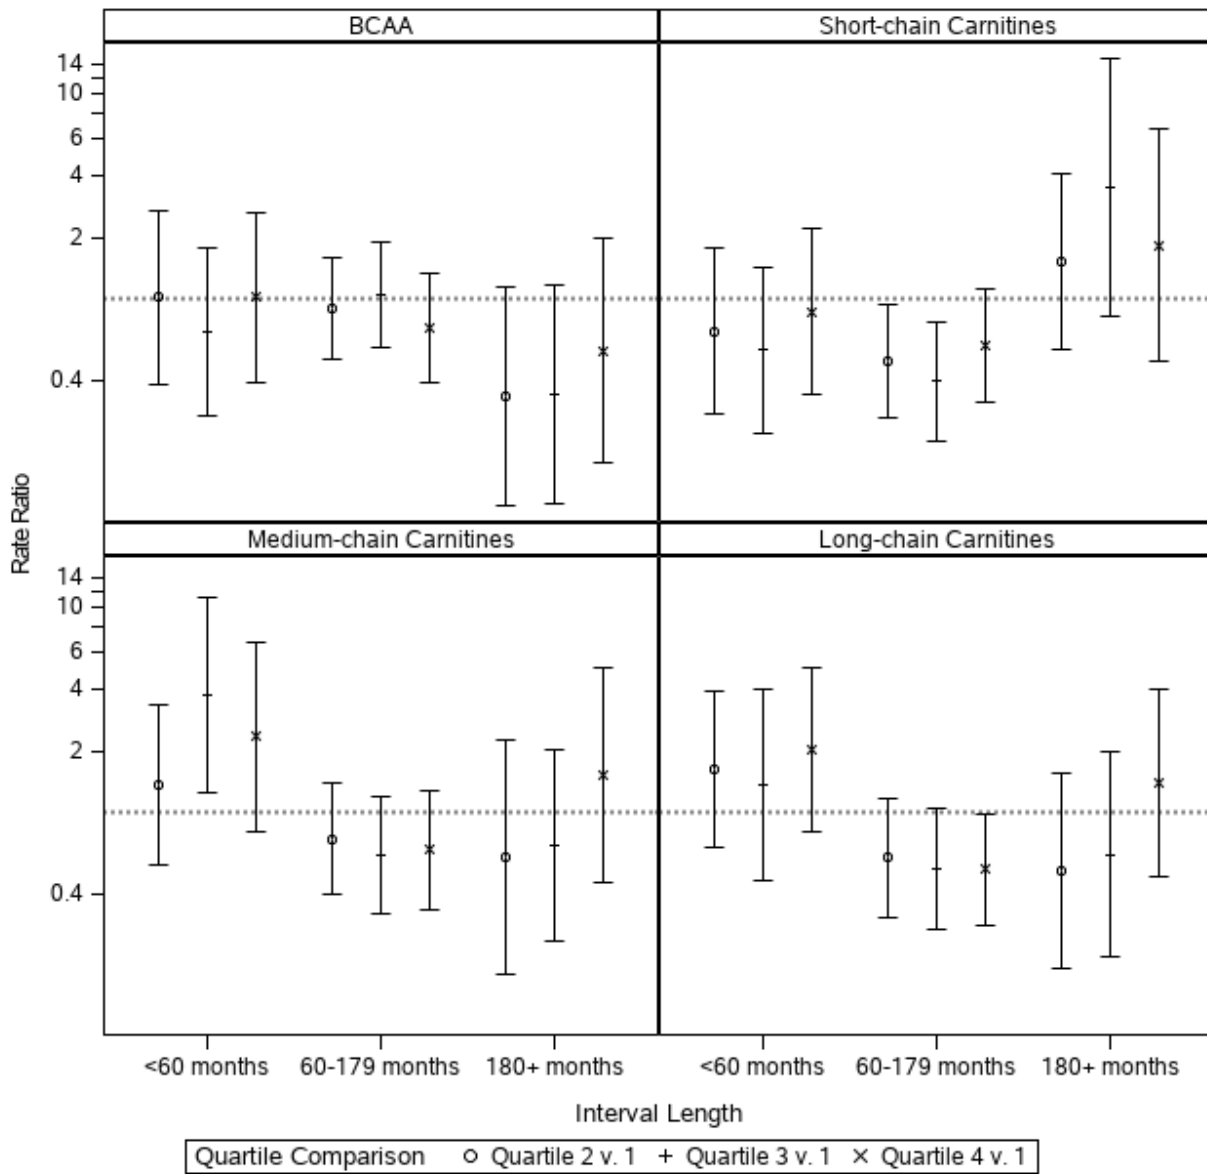 BCAA Short-chain Carnitines
14
10
6
4
2
0.4
Rate Ratio
Medium-chain Carnitines Long-chain Carnitines
14
10
6
4
2
0.4
<60 months 60-179 months 180+ months <60 months 60-179 months 180+ months
Interval Length
Quartile Comparison o Quartile 2 v. 1 + Quartile 3 v. 1 × Quartile 4 v. 1